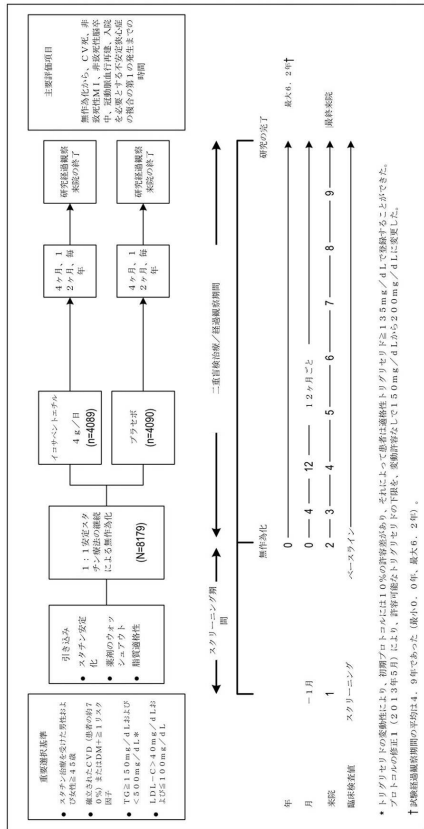 重要選択基準
● スタチン治療を受けた男性およ
び女性≧45歳
● 確立されたCVD（患者の約7
0％）またはDM＋≧1リスク
因子
● TG≧150mg/dLおよび
<500mg/dL*
● LDL-C>40mg/dLお
よび≦100mg/dL
引き込み
● スタチン安定
化
● 薬剤のウォッ
シュアウト
● 脂質適格性
1：1安定スタ
チン療法の継続
による無作為化
(N=8179)
イコサペントエチル
4g/日
(n=4089)
プラセボ
(n=4090)
4ヶ月、1
2ヶ月、毎
年
4ヶ月、1
2ヶ月、毎
年
研究経過観察
来院の終了
研究経過観察
来院の終了
主要評価項目
無作為化から、CV死、非
致死性MI、非致死性脳卒
中、冠動脈血行再建、入院
を必要とする不安定狭心症
の複合の第1の発生までの
時間
スクリーニング期
間
二重盲検治療/経過観察期間
無作為化
研究の完了
年 0 最大6.2年†
月 -1月 0 4 12 12ヶ月ごと
来院 1 2 3 4 5 6 7 8 9 最終来院
臨床検査値 スクリーニング ベースライン
*トリグリセリドの変動性により、初期プロトコルには10%の許容差があり、それによって患者は適格性トリグリセリド≧135mg/dLで登録することができた。
プロトコルの修正1（2013年5月）により、許容可能なトリグリセリドの下限を、変動許容なしで150mg/dLから200mg/dLに変更した。
†試験経過観察期間の平均は4.9年であった（最小0.0年、最大6.2年）。